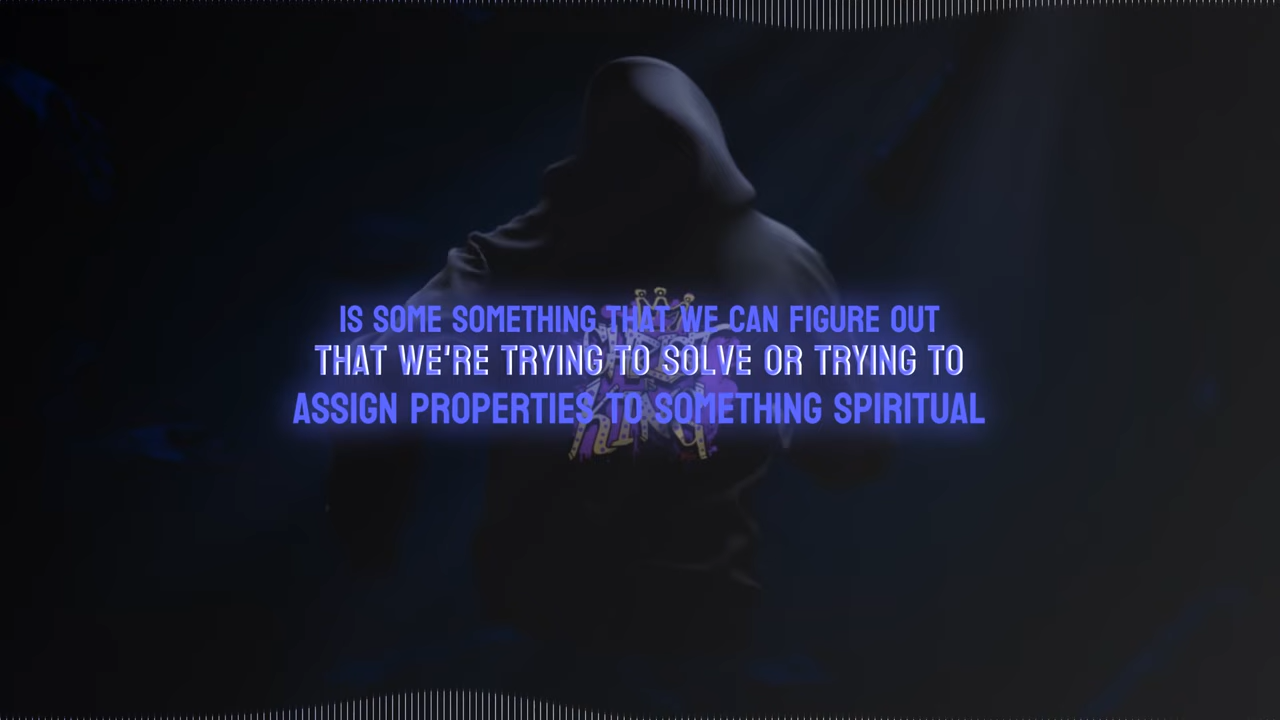 IS SOME SOMETHING THAT WE CAN FIGURE OUT
THAT WE'RE TRYING TO SOLVE OR TRYING TO
ASSIGN PROPERTIES TO SOMETHING SPIRITUAL